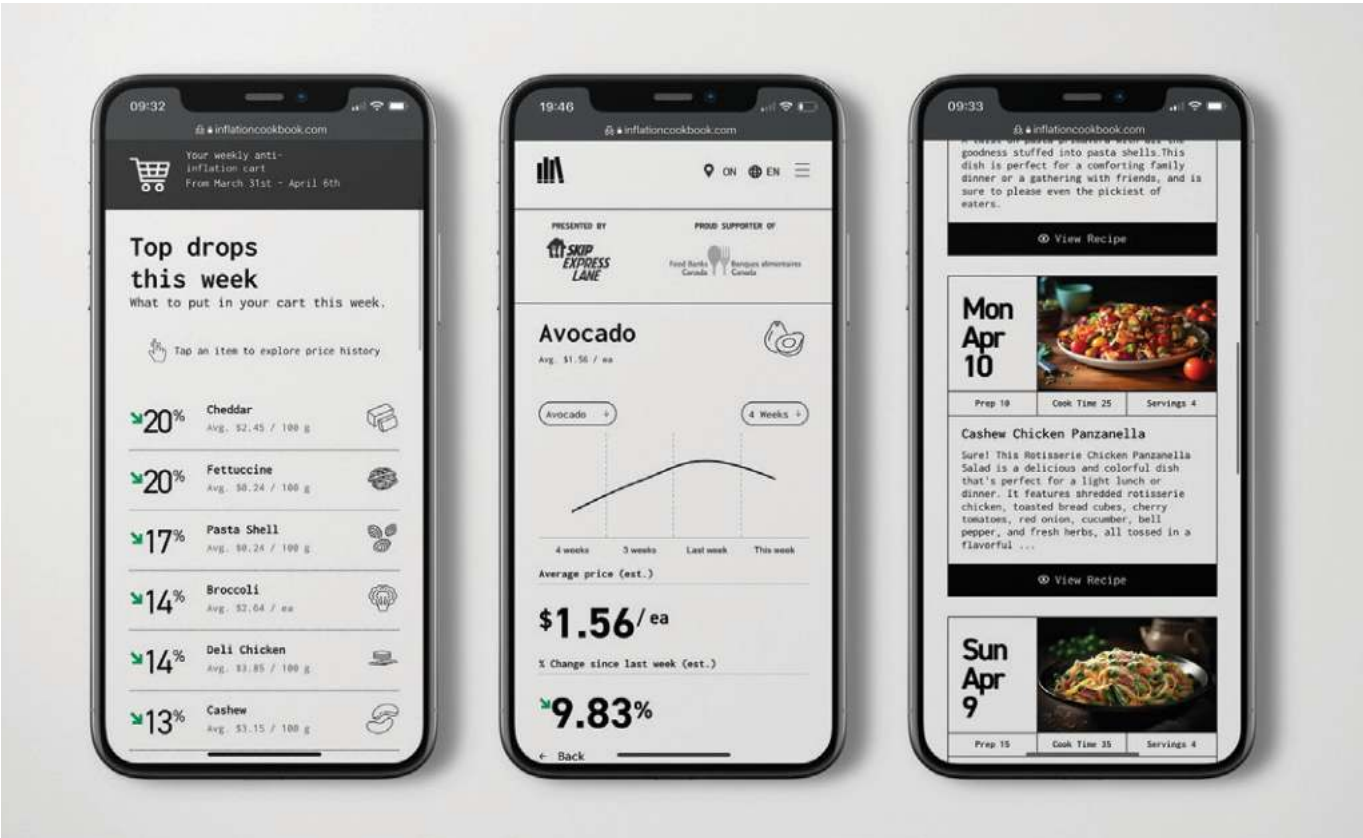 09:32
inflationcookbook.com
Your weekly anti-
inflation cart
From March 31st - April 6th
Top drops
this week
What to put in your cart this week.
Tap an item to explore price history
20%
Cheddar
Avg. $2.45 / 100 g
20%
Fettuccine
Avg. $0.24 / 100 g
17%
Pasta Shell
Avg. $0.24 / 100 g
14%
Broccoli
Avg. $2.64 / ea
14%
Deli Chicken
Avg. $3.85 / 100 g
13%
Cashew
Avg. $3.15 / 100 g
19:46
inflationcookbook.com
ON EN
PRESENTED BY
SKIP
EXPRESS
LANE
PROUD SUPPORTER OF
Food Banks Banques alimentaires
Canada Canada
Avocado
Avg. $1.56 / ea
Avocado
4 Weeks
4 weeks 3 weeks Last week This week
Average price (est.)
$1.56/ea
% Change since last week (est.)
9.83%
← Back
09:33
inflationcookbook.com
goodness stuffed into pasta shells.This
dish is perfect for a comforting family
dinner or a gathering with friends, and is
sure to please even the pickiest of
eaters.
View Recipe
Mon
Apr
10
Prep 10 Cook Time 25 Servings 4
Cashew Chicken Panzanella
Sure! This Rotisserie Chicken Panzanella
Salad is a delicious and colorful dish
that's perfect for a light lunch or
dinner. It features shredded rotisserie
chicken, toasted bread cubes, cherry
tomatoes, red onion, cucumber, bell
pepper, and fresh herbs, all tossed in a
flavorful ...
View Recipe
Sun
Apr
9
Prep 15 Cook Time 35 Servings 4